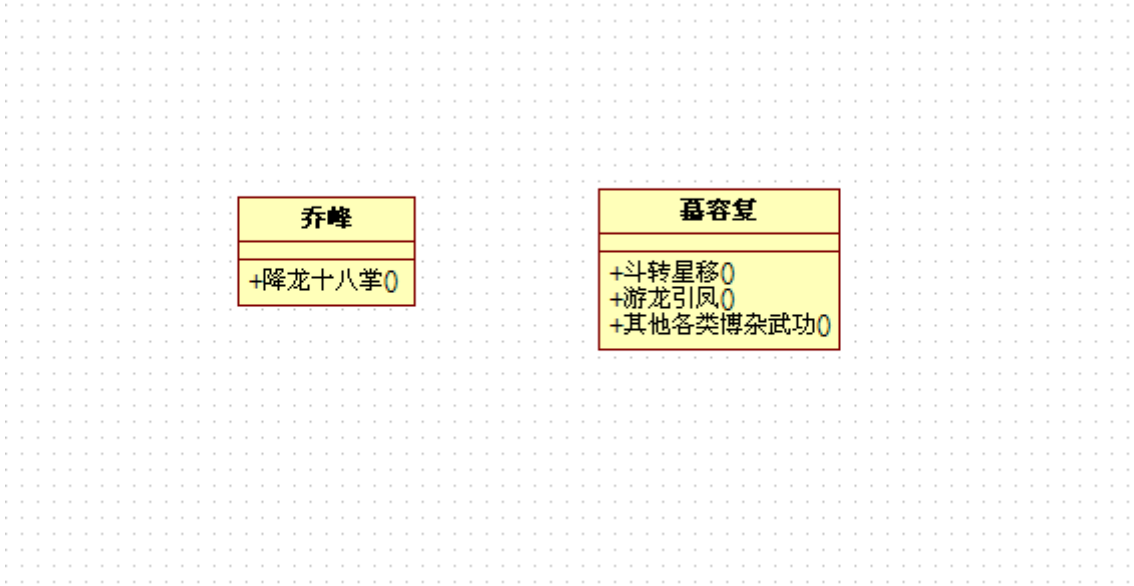 乔峰
+降龙十八掌()
慕容复
+斗转星移()
+游龙引凤()
+其他各类博杂武功()